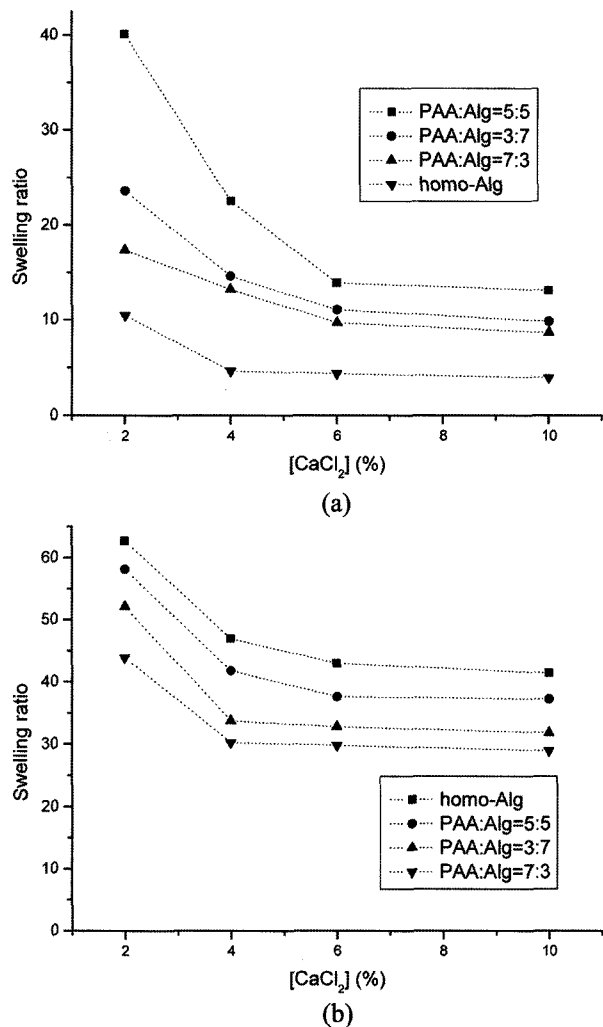 40
30
20
10
0
Swelling ratio
PAA:Alg=5:5
PAA:Alg=3:7
PAA:Alg=7:3
homo-Alg
2 4 6 8 10
[CaCl₂] (%)
(a)
60
50
40
30
20
10
0
Swelling ratio
homo-Alg
PAA:Alg=5:5
PAA:Alg=3:7
PAA:Alg=7:3
2 4 6 8 10
[CaCl₂] (%)
(b)